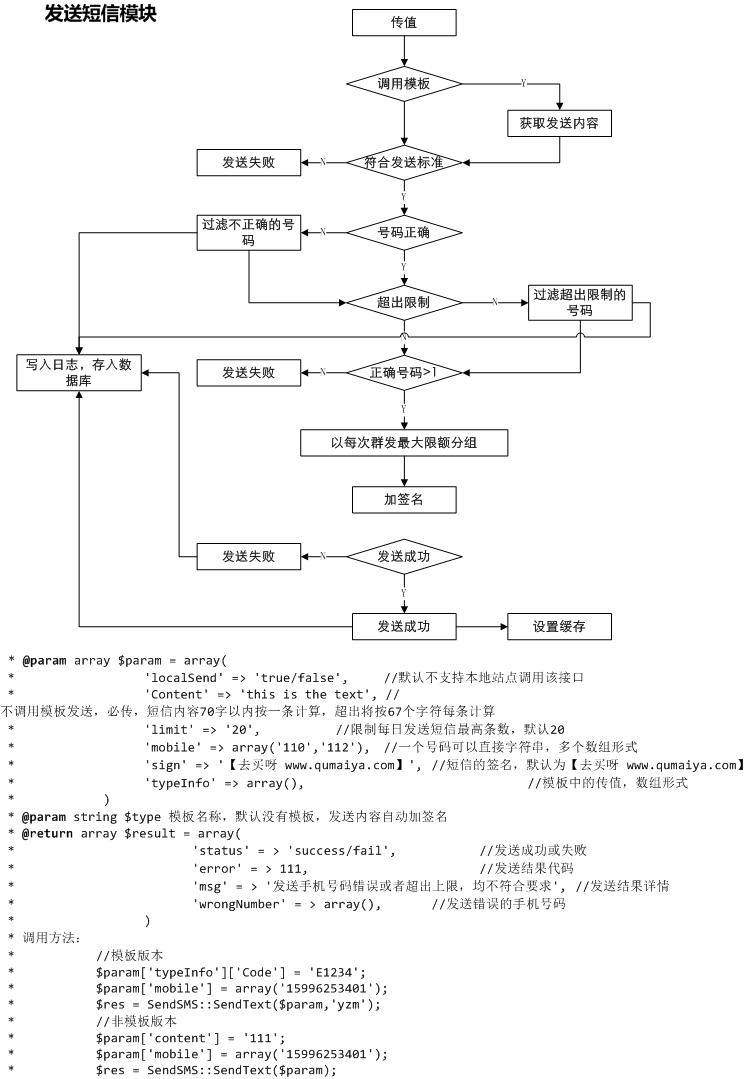 发送短信模块
传值
调用模板
Y
获取发送内容
发送失败
N
符合发送标准
Y
过滤不正确的号码
N
号码正确
Y
超出限制
N
过滤超出限制的号码
N
写入日志，存入数据库
发送失败
N
正确号码>1
Y
以每次群发最大限额分组
加签名
发送失败
N
发送成功
Y
发送成功
设置缓存
* @param array $param = array(
* 'localSend' => 'true/false', //默认不支持本地站点调用该接口
* 'Content' => 'this is the text', //
不调用模板发送，必传，短信内容70字以内按一条计算，超出将按67个字符每条计算
* 'limit' => '20', //限制每日发送短信最高条数，默认20
* 'mobile' => array('110','112'), //一个号码可以直接字符串，多个数组形式
* 'sign' => '【去买呀 www.qumaiya.com】', //短信的签名，默认为【去买呀 www.qumaiya.com】
* 'typeInfo' => array(), //模板中的传值，数组形式
* )
* @param string $type 模板名称，默认没有模板，发送内容自动加签名
* @return array $result = array(
* 'status' = > 'success/fail', //发送成功或失败
* 'error' = > 111, //发送结果代码
* 'msg' = > '发送手机号码错误或者超出上限，均不符合要求', //发送结果详情
* 'wrongNumber' = > array(), //发送错误的手机号码
* )
* 调用方法：
* //模板版本
* $param['typeInfo']['Code'] = 'E1234';
* $param['mobile'] = array('15996253401');
* $res = SendSMS::SendText($param,'yzm');
* //非模板版本
* $param['content'] = '111';
* $param['mobile'] = array('15996253401');
* $res = SendSMS::SendText($param);